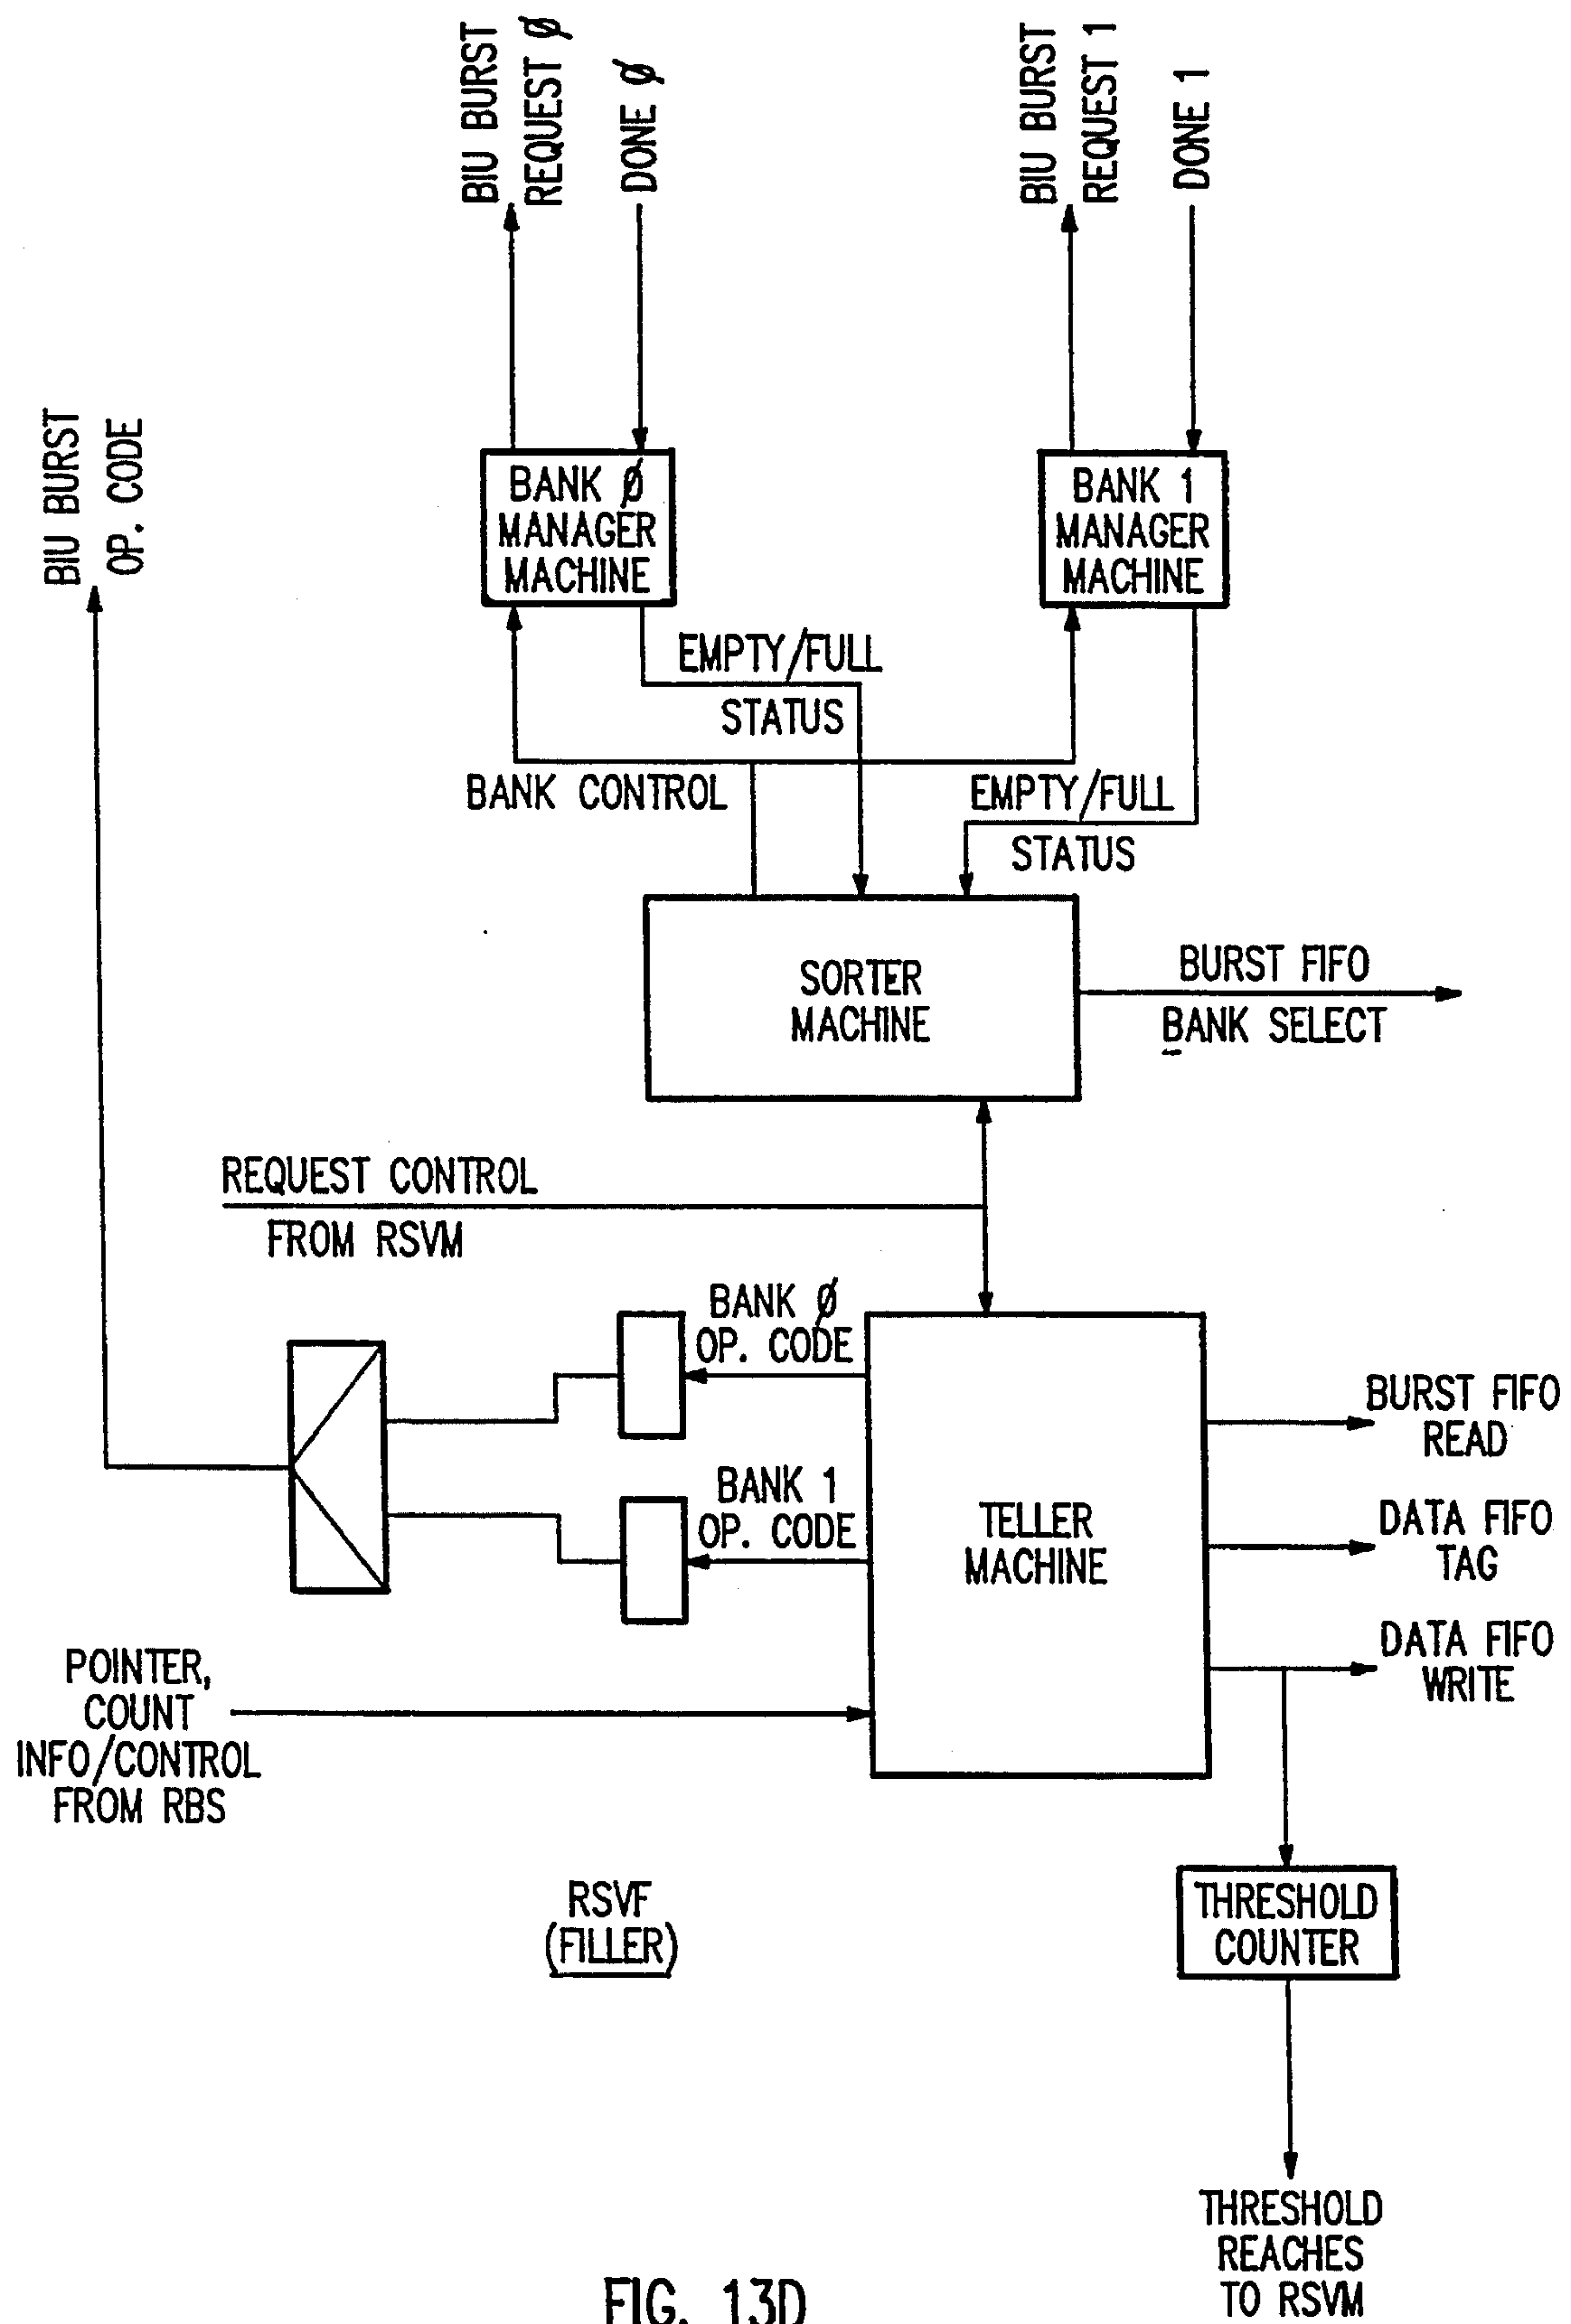 BIU BURST
REQUEST Ø
DONE Ø
BIU BURST
REQUEST 1
DONE 1
BIU BURST
OP. CODE
BANK Ø
MANAGER
MACHINE
BANK 1
MANAGER
MACHINE
EMPTY/FULL
STATUS
BANK CONTROL
EMPTY/FULL
STATUS
SORTER
MACHINE
BURST FIFO
BANK SELECT
REQUEST CONTROL
FROM RSVM
BANK Ø
OP. CODE
BANK 1
OP. CODE
TELLER
MACHINE
BURST FIFO
READ
DATA FIFO
TAG
DATA FIFO
WRITE
POINTER,
COUNT
INFO/CONTROL
FROM RBS
RSVF
(FILLER)
THRESHOLD
COUNTER
THRESHOLD
REACHES
TO RSVM
FIG. 13D